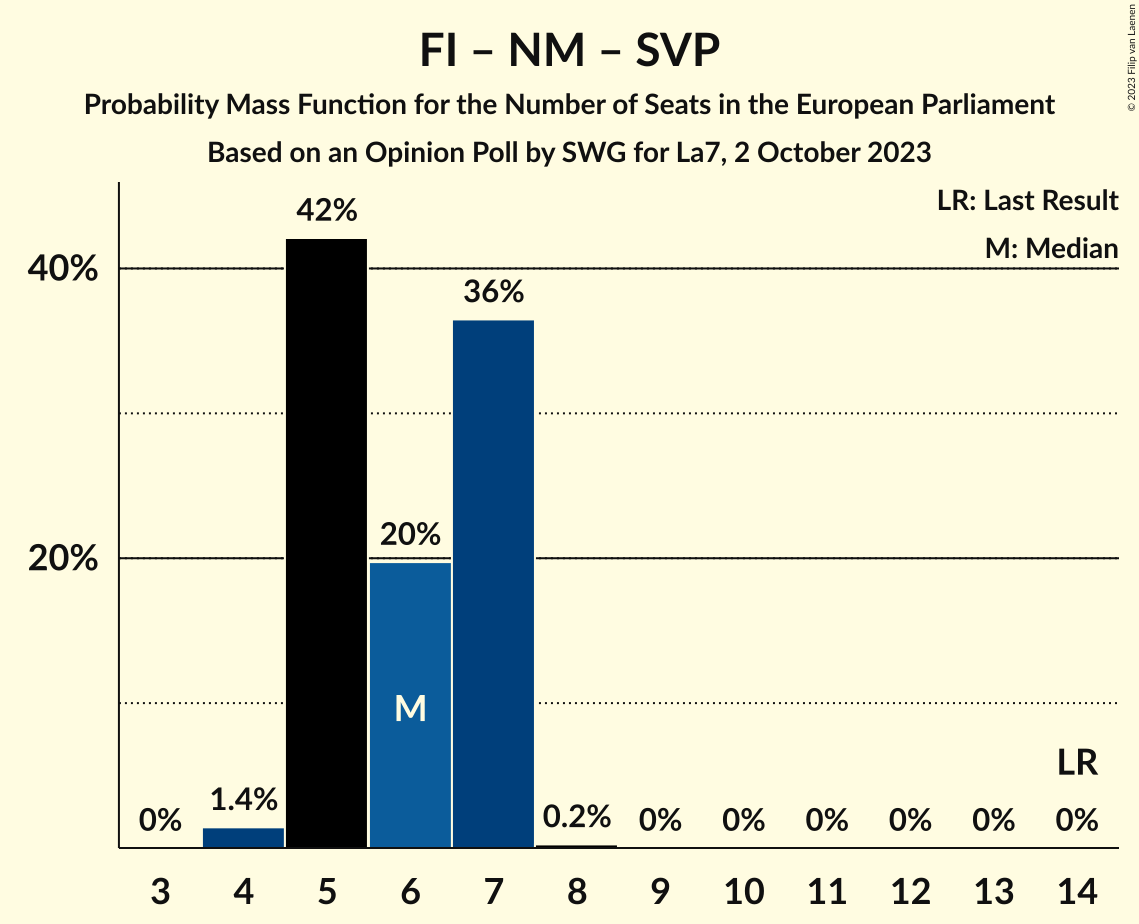 FI – NM – SVP
Probability Mass Function for the Number of Seats in the European Parliament
Based on an Opinion Poll by SWG for La7, 2 October 2023
© 2023 Filip van Laenen
LR: Last Result
M: Median
42%
40%
36%
20%
20%
M
LR
0%
1.4%
0.2%
0%
0%
0%
0%
0%
0%
3 4 5 6 7 8 9 10 11 12 13 14